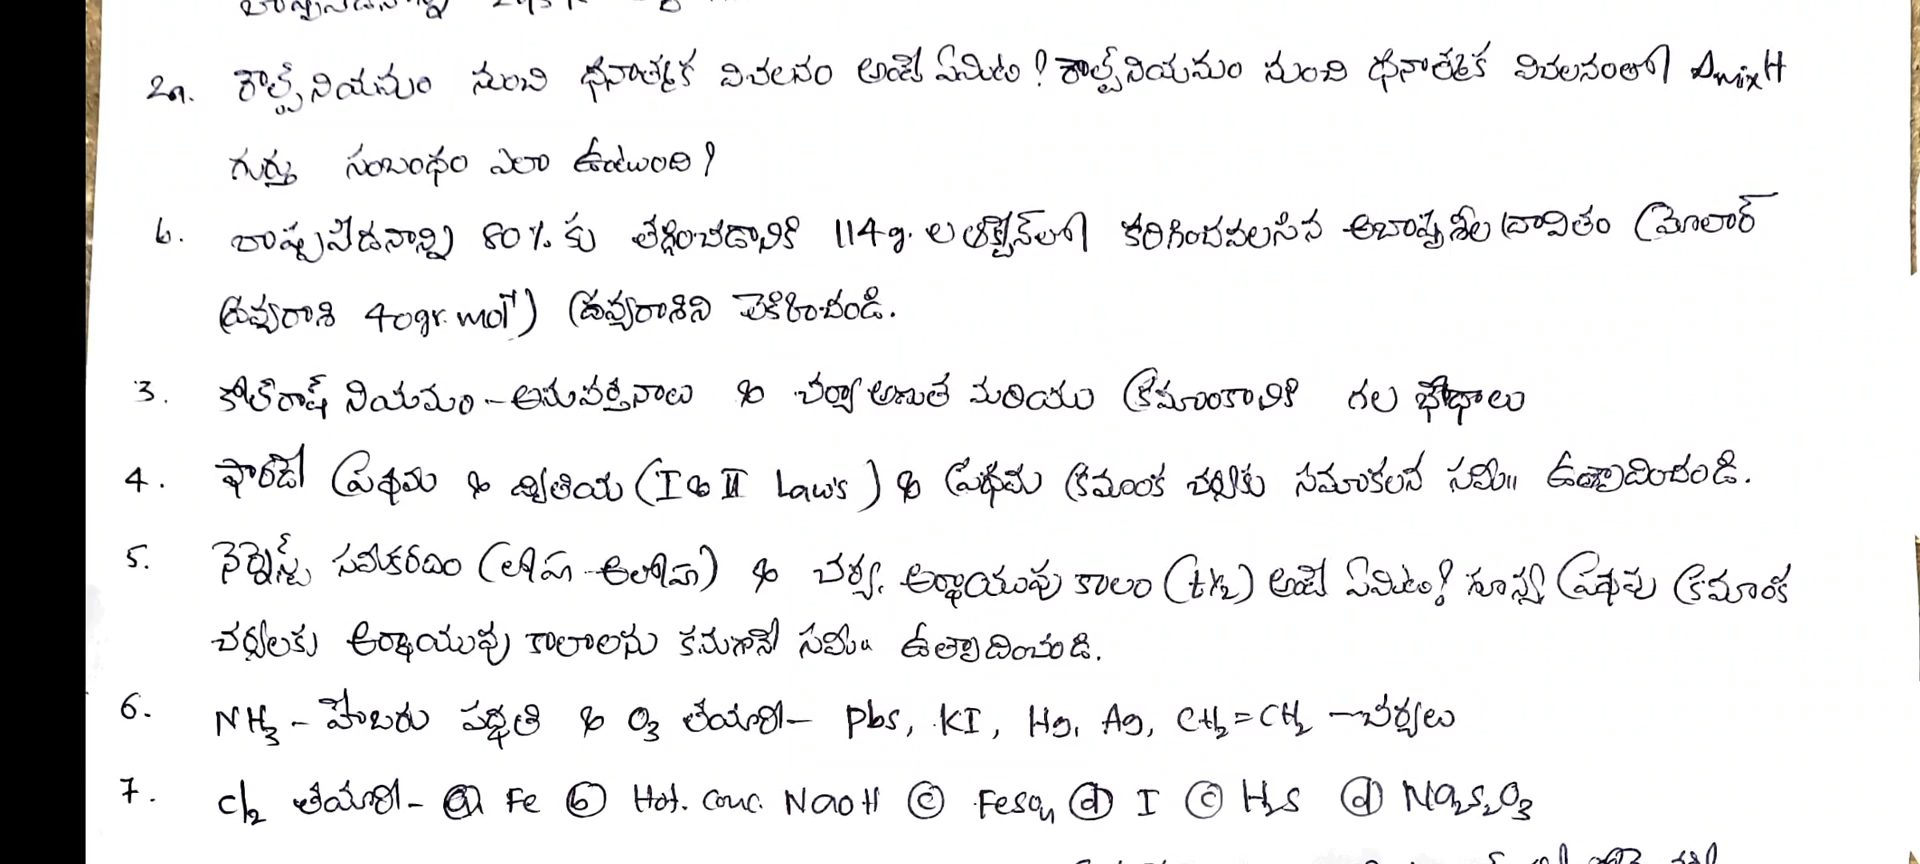 2a. రౌల్ట్ నియమం నుంచి ధనాత్మక విచలనం అంటే ఏమిటి? రౌల్ట్ నియమం నుంచి ధనాత్మక విచలనంలో ΔmixH
గుర్తు సంబంధం ఎలా ఉంటుంది?
b. బాష్పపీడనాన్ని 80% కు తగ్గించడానికి 114g. ల ఆక్టేన్‌లో కరిగించవలసిన అబాష్పశీల ద్రావితం (మోలార్
ద్రవ్యరాశి 40gr. mol⁻¹) ద్రవ్యరాశిని లెక్కించండి.
3. కోల్‌రాష్ నియమం - అనువర్తనాలు & చర్యా అణుత మరియు క్రమాంకానికి గల భేదాలు
4. ఫారడే ప్రథమ & ద్వితీయ (I & II Law's) & ప్రథమ క్రమాంక చర్యకు సమాకలన సమీ॥ ఉత్పాదించండి.
5. నెర్నెస్ట్ సమీకరణం (లోహ - అలోహ) & చర్య అర్ధాయువు కాలం (t½) అంటే ఏమిటి? శూన్య ప్రథమ క్రమాంక
చర్యలకు అర్ధాయువు కాలాలను కనుగొనే సమీ॥ ఉత్పాదించండి.
6. NH₃ - హేబరు పద్ధతి & O₃ తయారీ - Pbs, KI, Hg, Ag, CH₂=CH₂ - చర్యలు
7. cl₂ తయారీ - ⓐ Fe ⓑ Hot. conc. NaOH ⓒ FeSO₄ ⓓ I ⓒ H₂S ⓓ Na₂S₂O₃